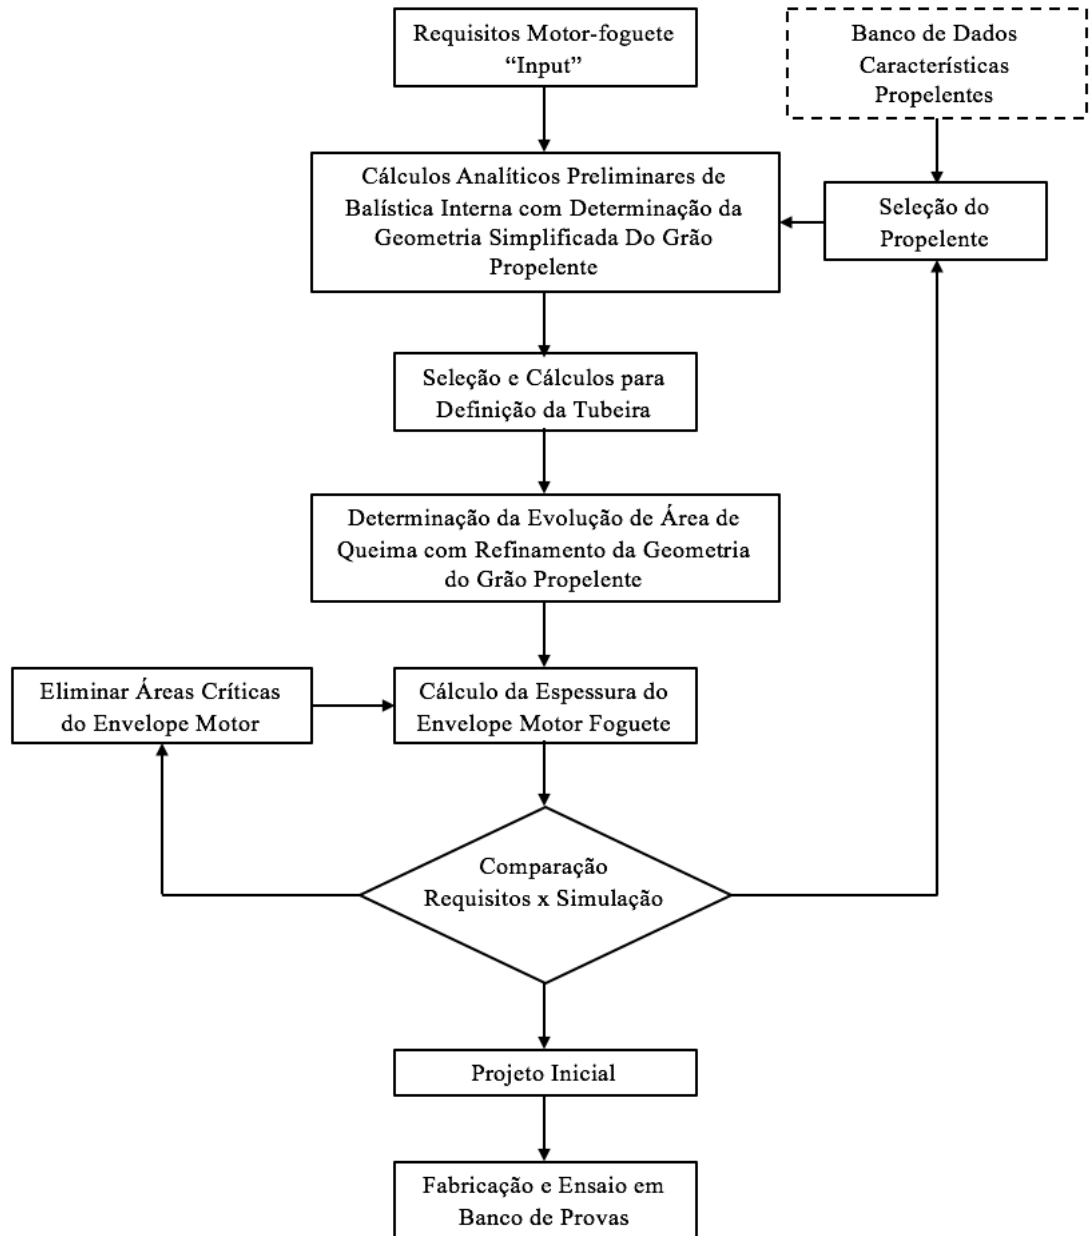 Requisitos Motor-foguete
“Input”
Banco de Dados
Características
Propelentes
Cálculos Analíticos Preliminares de
Balística Interna com Determinação da
Geometria Simplificada Do Grão
Propelente
Seleção do
Propelente
Seleção e Cálculos para
Definição da Tubeira
Determinação da Evolução de Área de
Queima com Refinamento da Geometria
do Grão Propelente
Eliminar Áreas Críticas
do Envelope Motor
Cálculo da Espessura do
Envelope Motor Foguete
Comparação
Requisitos x Simulação
Projeto Inicial
Fabricação e Ensaio em
Banco de Provas